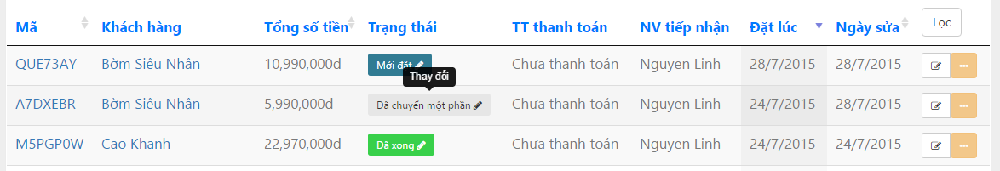 Mã Khách hàng Tổng số tiền Trạng thái TT thanh toán NV tiếp nhận Đặt lúc Ngày sửa Lọc
QUE73AY Bờm Siêu Nhân 10,990,000đ Mới đặt Chưa thanh toán Nguyen Linh 28/7/2015 28/7/2015
Thay đổi
A7DXEBR Bờm Siêu Nhân 5,990,000đ Đã chuyển một phần Chưa thanh toán Nguyen Linh 24/7/2015 28/7/2015
M5PGP0W Cao Khanh 22,970,000đ Đã xong Chưa thanh toán Nguyen Linh 24/7/2015 24/7/2015